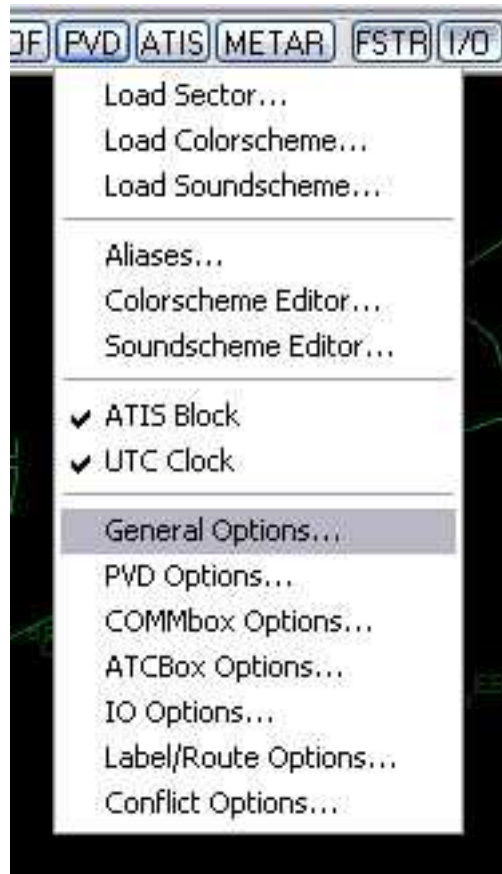 OF PVD ATIS METAR FSTR I/O
Load Sector...
Load Colorscheme...
Load Soundscheme...
Aliases...
Colorscheme Editor...
Soundscheme Editor...
ATIS Block
UTC Clock
General Options...
PVD Options...
COMMbox Options...
ATCBox Options...
IO Options...
Label/Route Options...
Conflict Options...